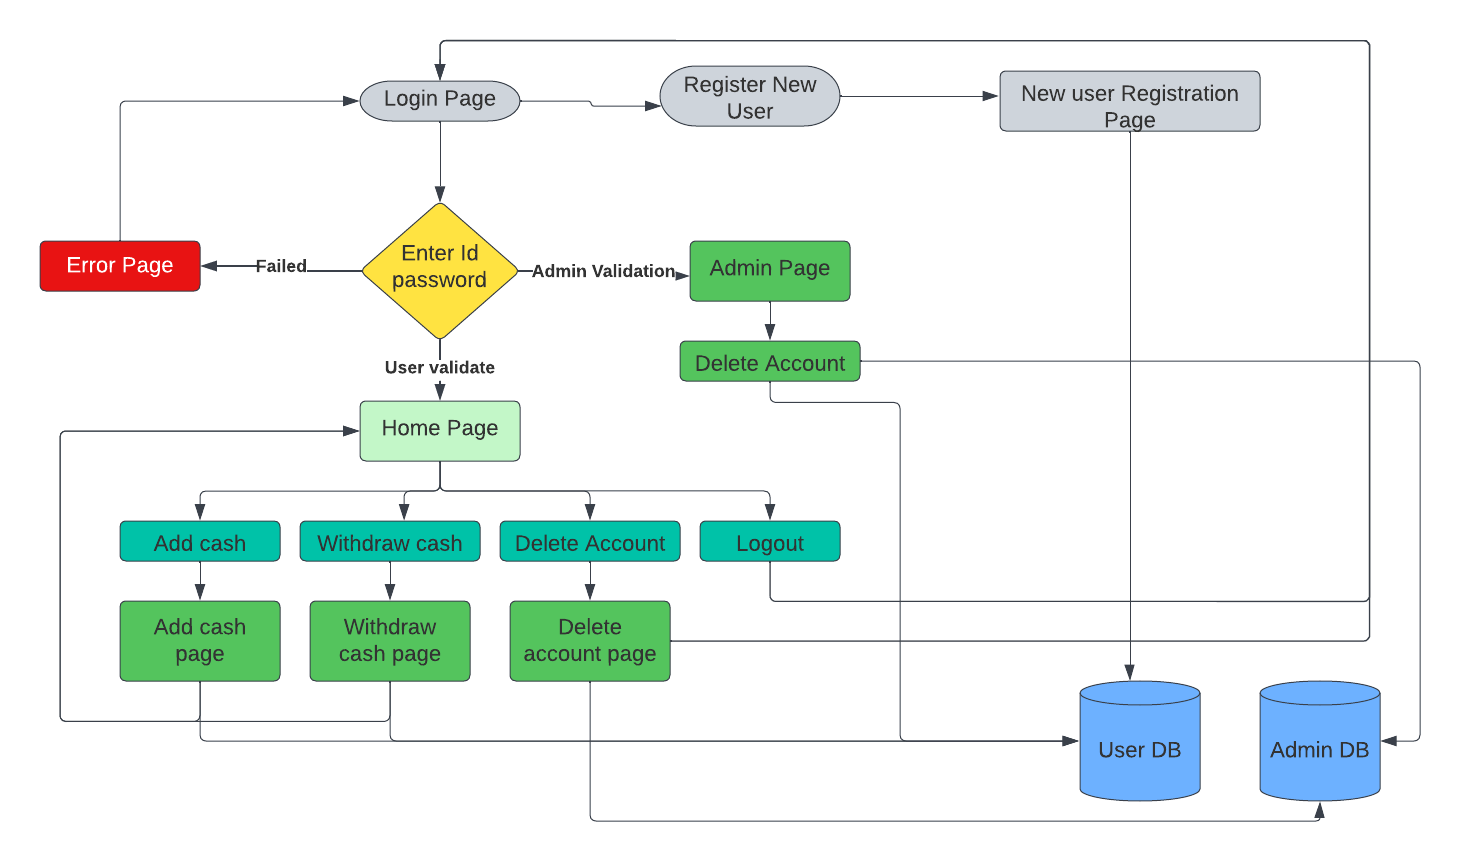 Login Page
Register New
User
New user Registration
Page
Error Page
Failed
Enter Id
password
Admin Validation
Admin Page
Delete Account
User validate
Home Page
Add cash
Withdraw cash
Delete Account
Logout
Add cash
page
Withdraw
cash page
Delete
account page
User DB
Admin DB